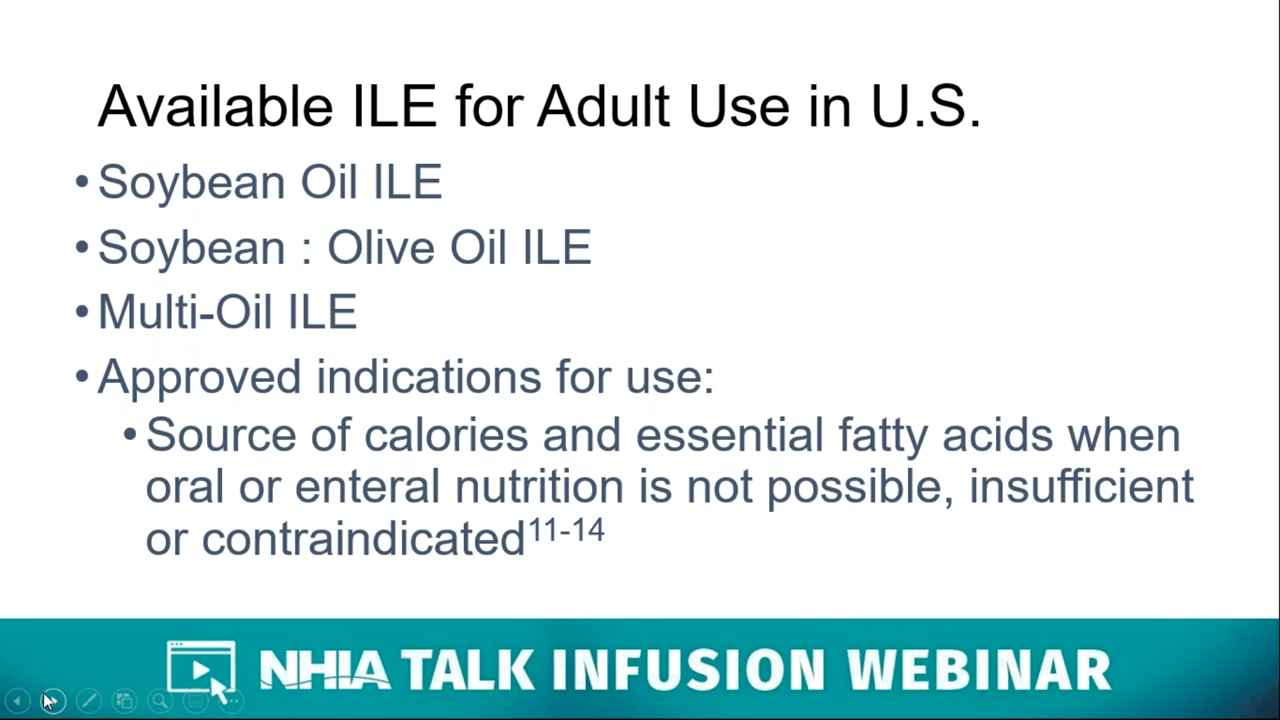 Available ILE for Adult Use in U.S.
• Soybean Oil ILE
• Soybean : Olive Oil ILE
• Multi-Oil ILE
• Approved indications for use:
• Source of calories and essential fatty acids when
oral or enteral nutrition is not possible, insufficient
or contraindicated11-14
NHIA TALK INFUSION WEBINAR